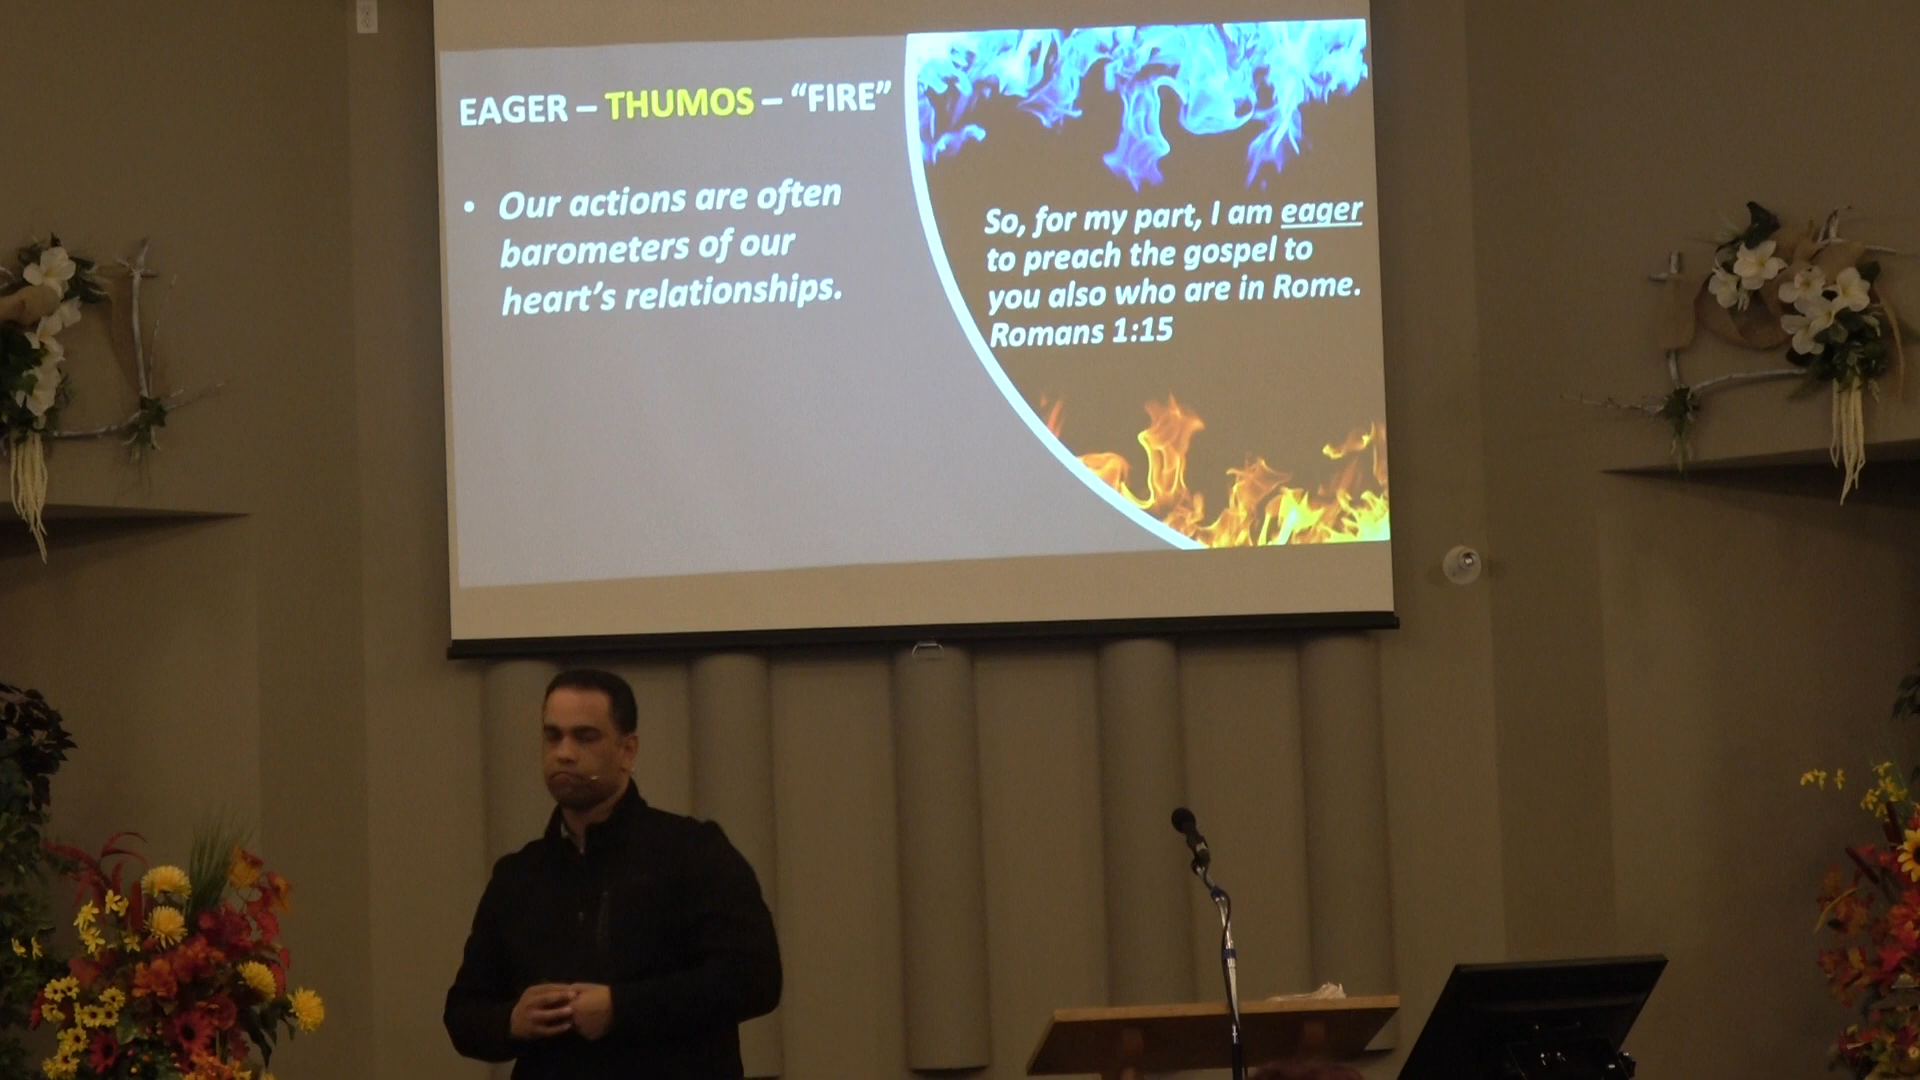 EAGER – THUMOS – “FIRE”
• Our actions are often
barometers of our
heart’s relationships.
So, for my part, I am eager
to preach the gospel to
you also who are in Rome.
Romans 1:15